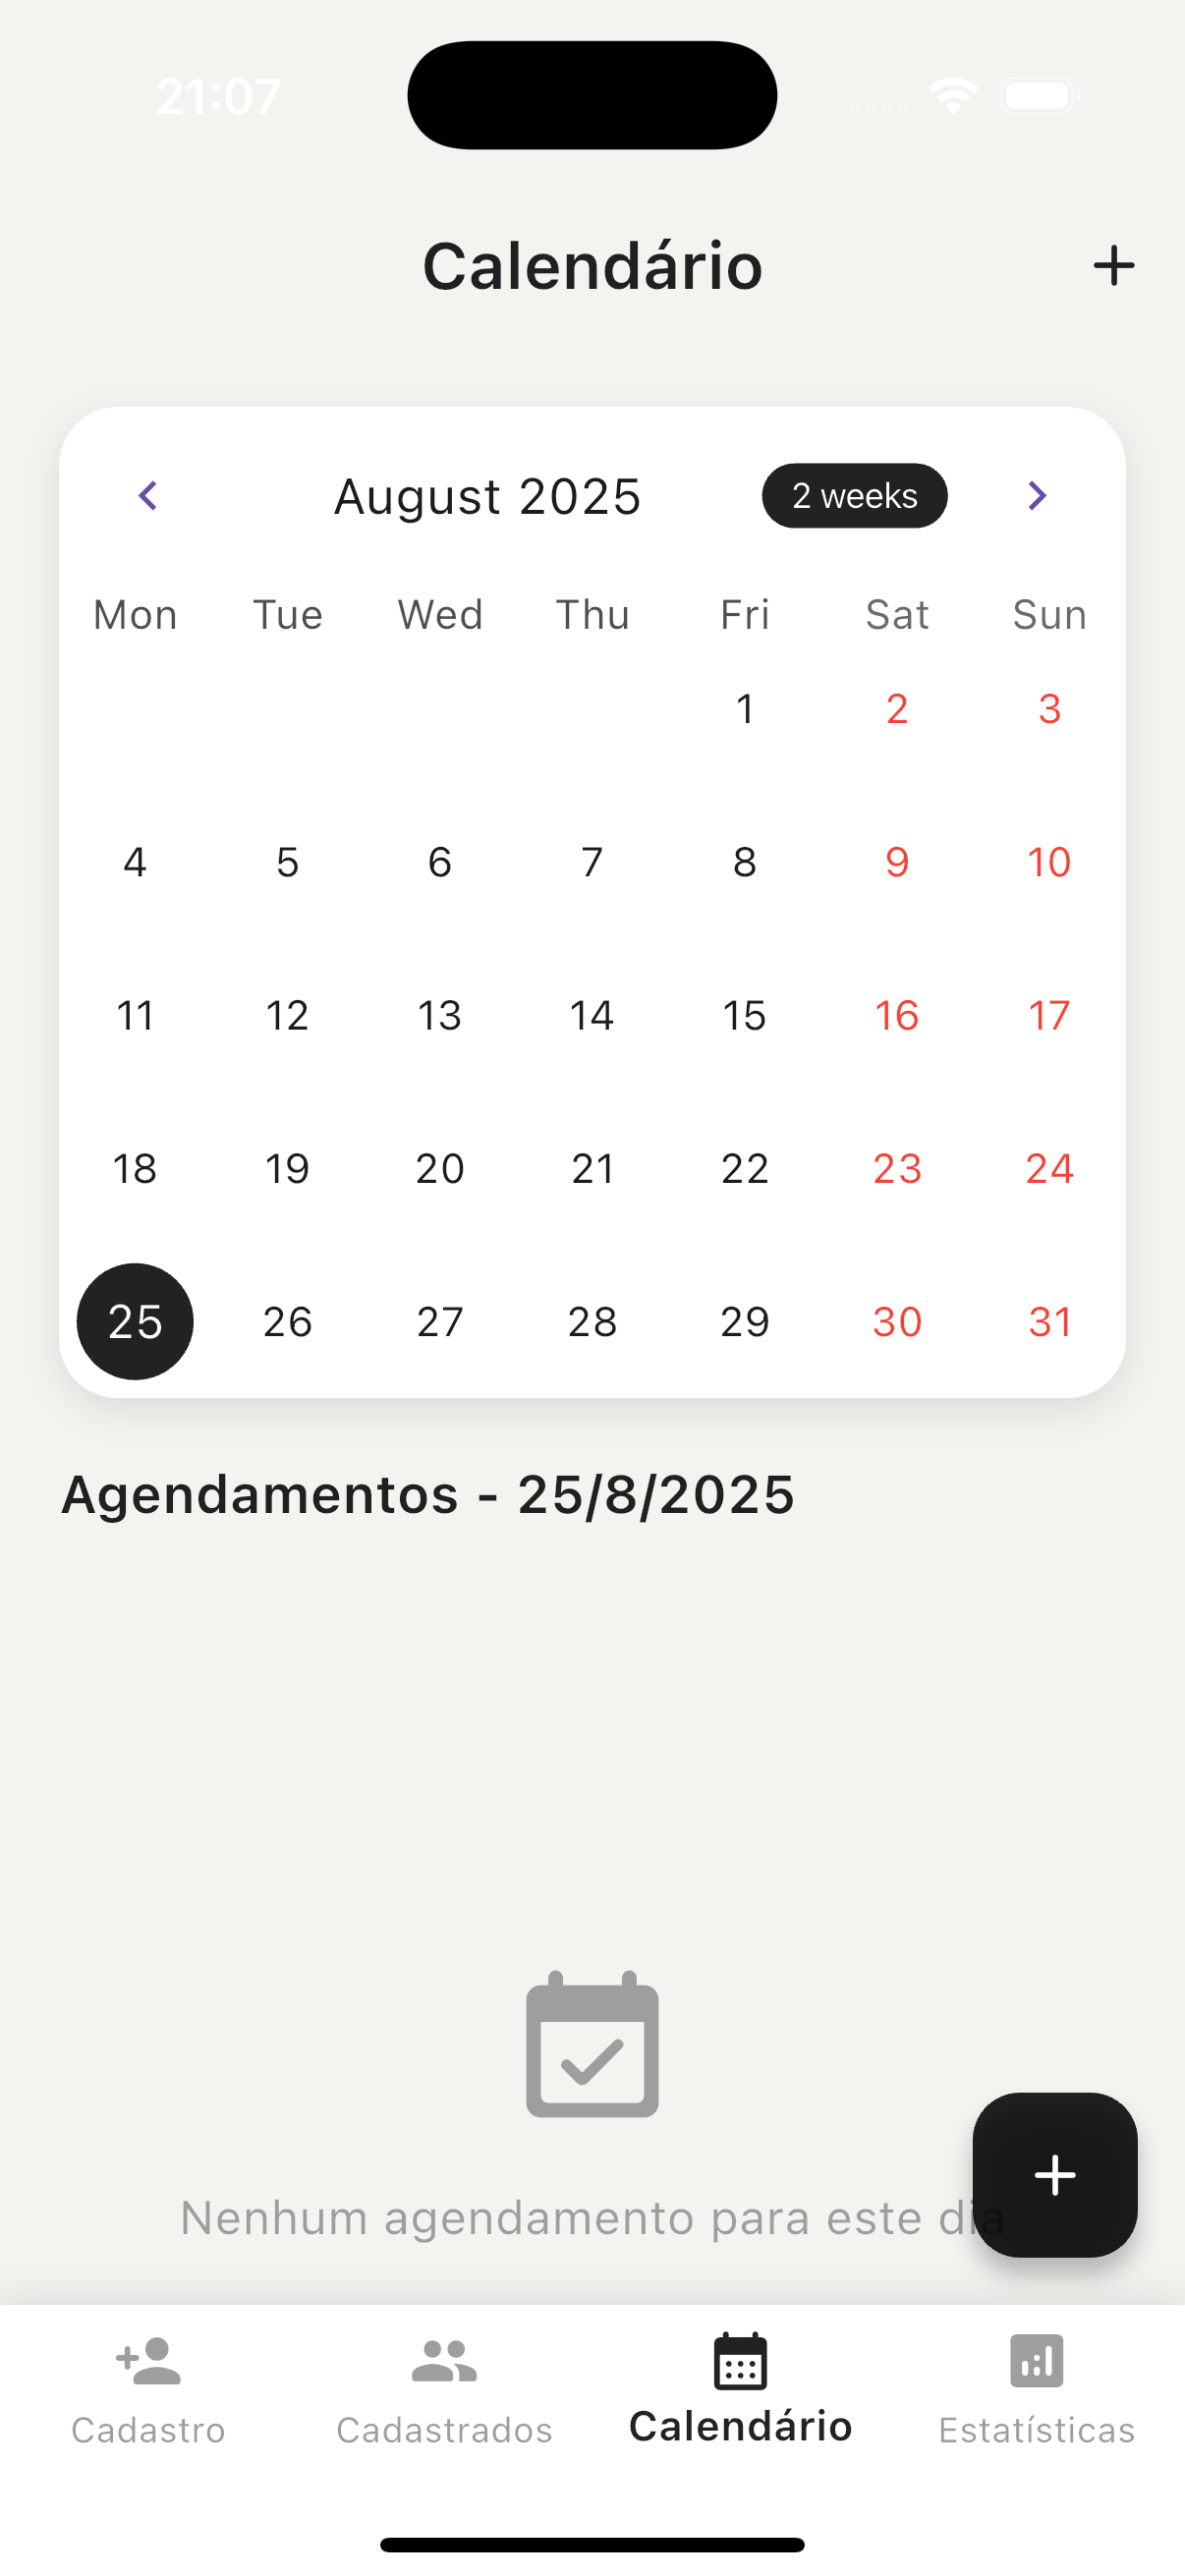 21:07
Calendário
August 2025 2 weeks
Mon Tue Wed Thu Fri Sat Sun
1 2 3
4 5 6 7 8 9 10
11 12 13 14 15 16 17
18 19 20 21 22 23 24
25 26 27 28 29 30 31
Agendamentos - 25/8/2025
Nenhum agendamento para este dia
Cadastro Cadastrados Calendário Estatísticas